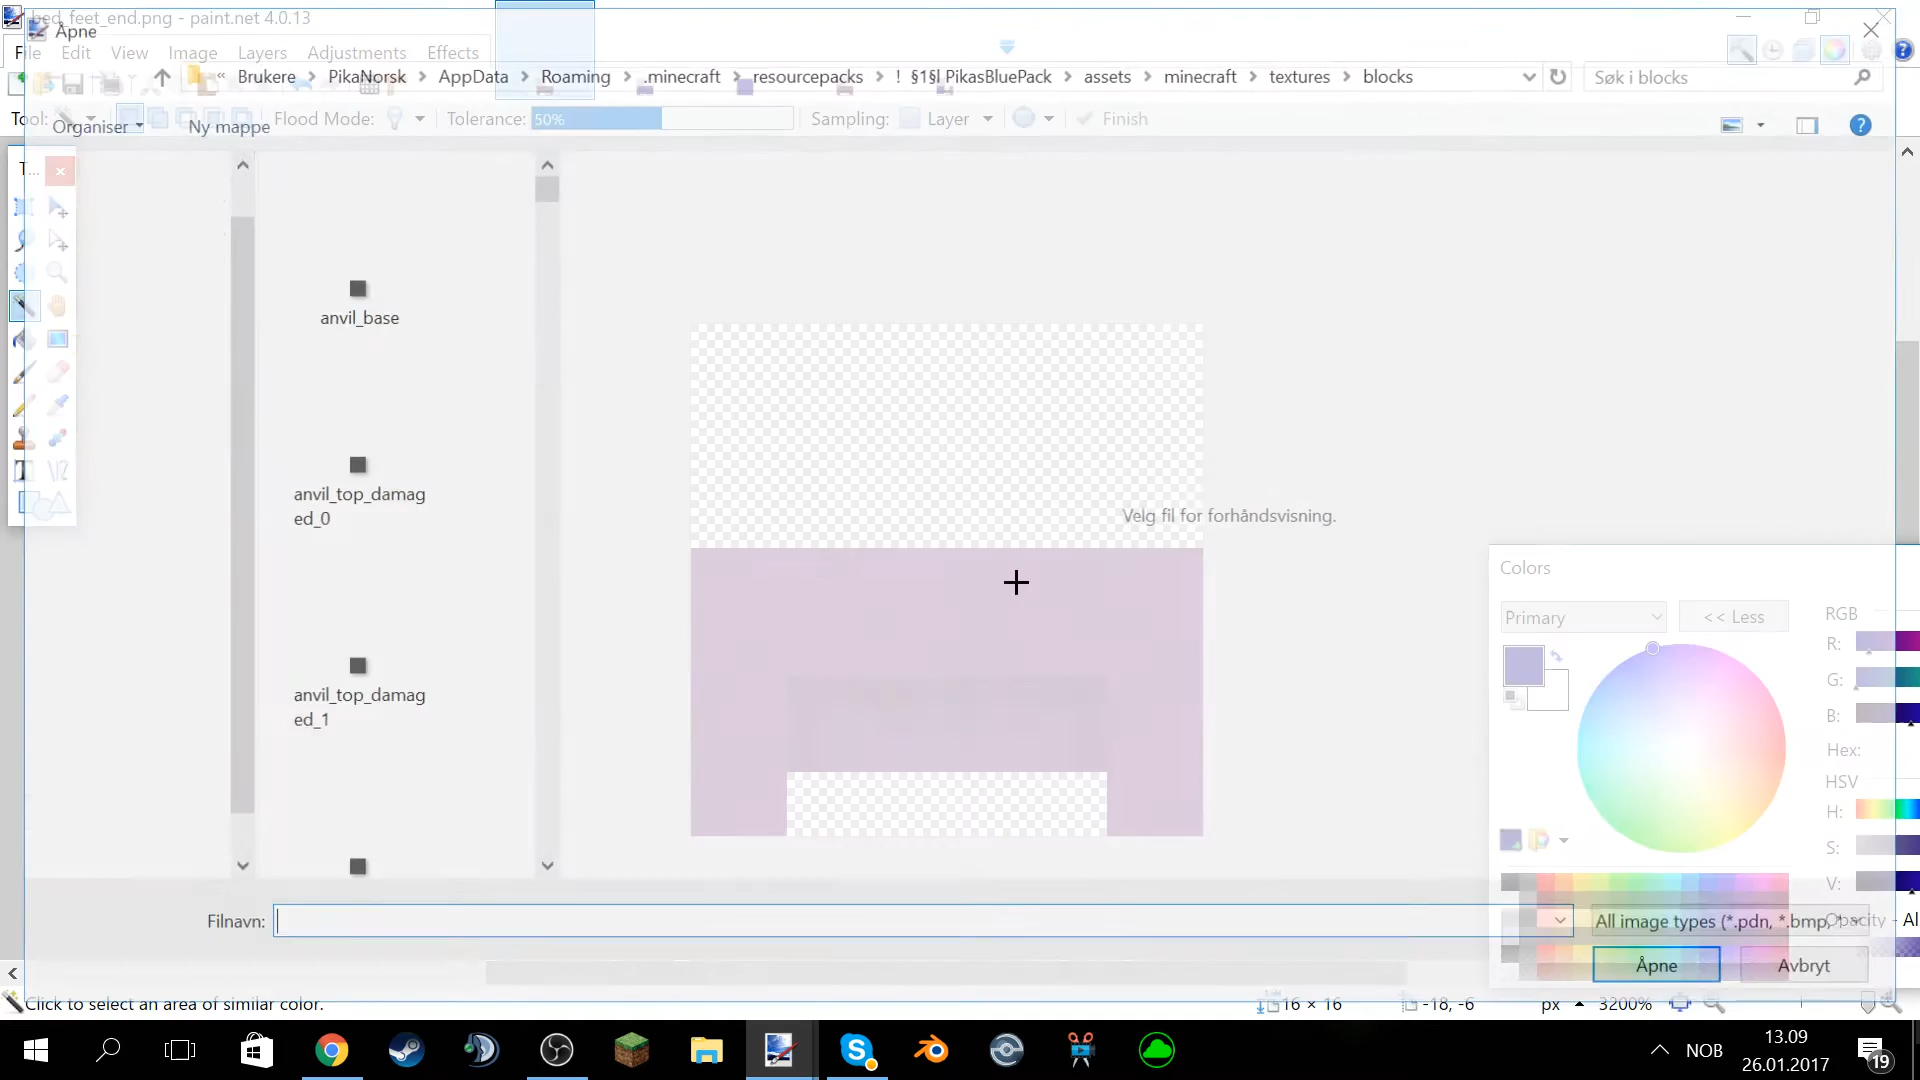 bed_feet_end.png - paint.net 4.0.13
Åpne
File Edit View Image Layers Adjustments Effects
« Brukere > PikaNorsk > AppData > Roaming > .minecraft > resourcepacks > ! §1§l PikasBluePack > assets > minecraft > textures > blocks
Søk i blocks
Tool: Flood Mode: Tolerance: 50% Sampling: Layer Finish
Organiser Ny mappe
T...
anvil_base
anvil_top_damag
ed_0
anvil_top_damag
ed_1
Velg fil for forhåndsvisning.
Colors
Primary << Less RGB
R:
G:
B:
Hex:
HSV
H:
S:
V:
Opacity - Al
Filnavn:
All image types (*.pdn, *.bmp,
Åpne Avbryt
Click to select an area of similar color.
16 × 16 -18, -6 px 3200%
NOB
13.09
26.01.2017
19